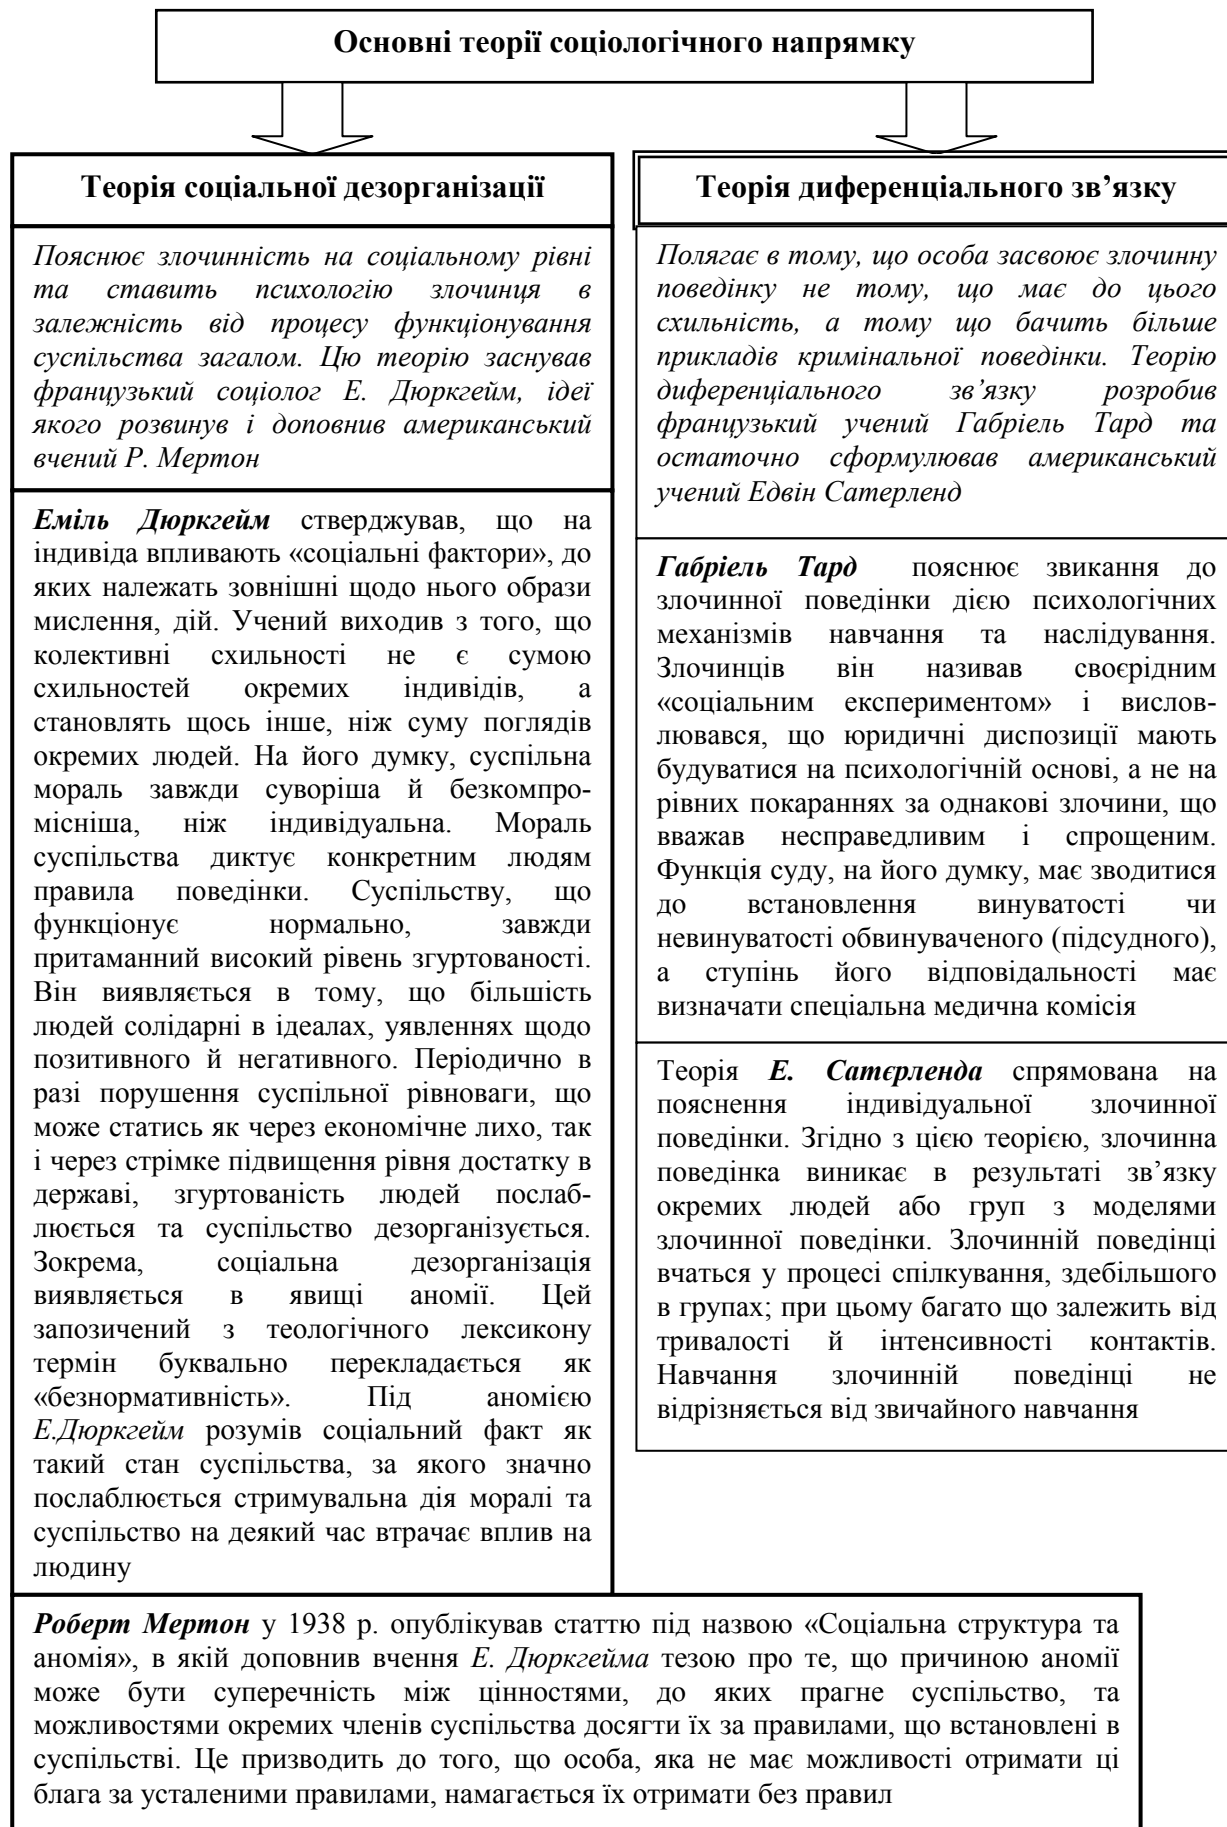 Основні теорії соціологічного напрямку
Теорія соціальної дезорганізації
Пояснює злочинність на соціальному рівні
та ставить психологію злочинця в
залежність від процесу функціонування
суспільства загалом. Цю теорію заснував
французький соціолог Е. Дюркгейм, ідеї
якого розвинув і доповнив американський
вчений Р. Мертон
Еміль Дюркгейм стверджував, що на
індивіда впливають «соціальні фактори», до
яких належать зовнішні щодо нього образи
мислення, дій. Учений виходив з того, що
колективні схильності не є сумою
схильностей окремих індивідів, а
становлять щось інше, ніж суму поглядів
окремих людей. На його думку, суспільна
мораль завжди суворіша й безкомпро-
місніша, ніж індивідуальна. Мораль
суспільства диктує конкретним людям
правила поведінки. Суспільству, що
функціонує нормально, завжди
притаманний високий рівень згуртованості.
Він виявляється в тому, що більшість
людей солідарні в ідеалах, уявленнях щодо
позитивного й негативного. Періодично в
разі порушення суспільної рівноваги, що
може статись як через економічне лихо, так
і через стрімке підвищення рівня достатку в
державі, згуртованість людей послаб-
люється та суспільство дезорганізується.
Зокрема, соціальна дезорганізація
виявляється в явищі аномії. Цей
запозичений з теологічного лексикону
термін буквально перекладається як
«безнормативність». Під аномією
Е.Дюркгейм розумів соціальний факт як
такий стан суспільства, за якого значно
послаблюється стримувальна дія моралі та
суспільство на деякий час втрачає вплив на
людину
Теорія диференціального зв’язку
Полягає в тому, що особа засвоює злочинну
поведінку не тому, що має до цього
схильність, а тому що бачить більше
прикладів кримінальної поведінки. Теорію
диференціального зв’язку розробив
французький учений Габріель Тард та
остаточно сформулював американський
учений Едвін Сатерленд
Габріель Тард пояснює звикання до
злочинної поведінки дією психологічних
механізмів навчання та наслідування.
Злочинців він називав своєрідним
«соціальним експериментом» і вислов-
лювався, що юридичні диспозиції мають
будуватися на психологічній основі, а не на
рівних покараннях за однакові злочини, що
вважав несправедливим і спрощеним.
Функція суду, на його думку, має зводитися
до встановлення винуватості чи
невинуватості обвинуваченого (підсудного),
а ступінь його відповідальності має
визначати спеціальна медична комісія
Теорія Е. Сатєрленда спрямована на
пояснення індивідуальної злочинної
поведінки. Згідно з цією теорією, злочинна
поведінка виникає в результаті зв’язку
окремих людей або груп з моделями
злочинної поведінки. Злочинній поведінці
вчаться у процесі спілкування, здебільшого
в групах; при цьому багато що залежить від
тривалості й інтенсивності контактів.
Навчання злочинній поведінці не
відрізняється від звичайного навчання
Роберт Мертон у 1938 р. опублікував статтю під назвою «Соціальна структура та
аномія», в якій доповнив вчення Е. Дюркгейма тезою про те, що причиною аномії
може бути суперечність між цінностями, до яких прагне суспільство, та
можливостями окремих членів суспільства досягти їх за правилами, що встановлені в
суспільстві. Це призводить до того, що особа, яка не має можливості отримати ці
блага за усталеними правилами, намагається їх отримати без правил